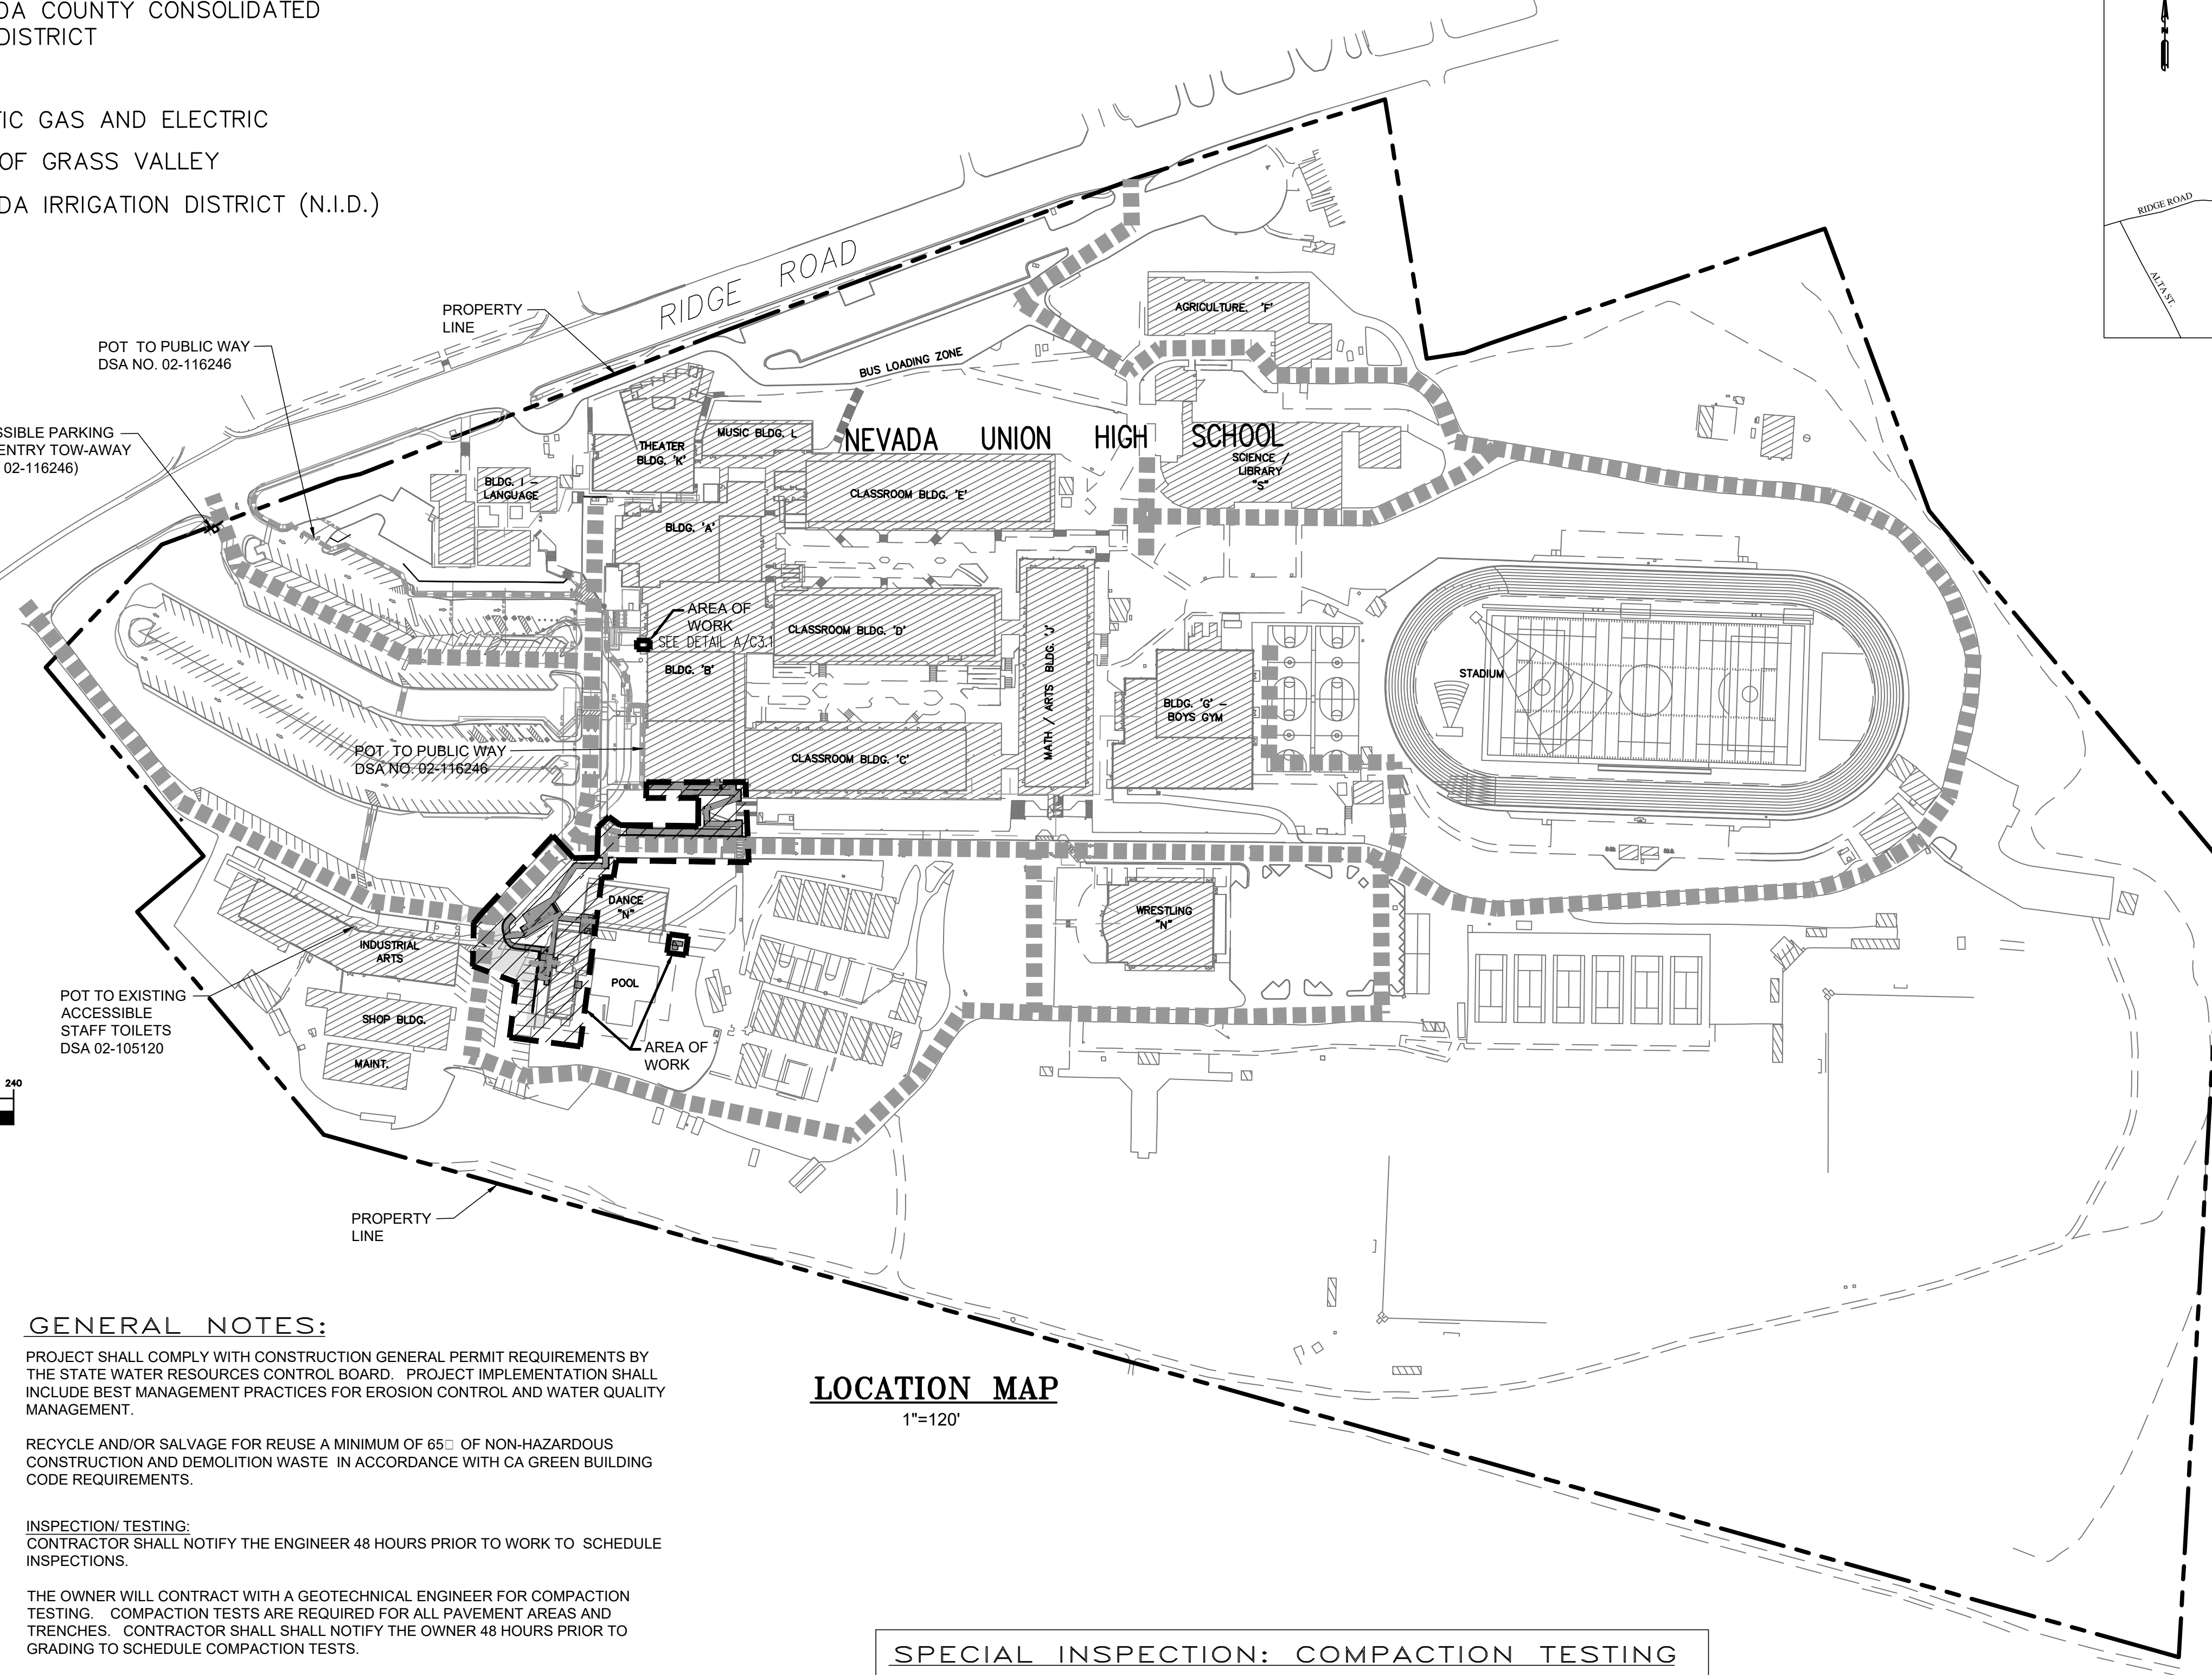 DA COUNTY CONSOLIDATED
DISTRICT
TIC GAS AND ELECTRIC
OF GRASS VALLEY
DA IRRIGATION DISTRICT (N.I.D.)
N
RIDGE ROAD
ALTA ST.
RIDGE ROAD
PROPERTY
LINE
POT TO PUBLIC WAY
DSA NO. 02-116246
SSIBLE PARKING
ENTRY TOW-AWAY
02-116246)
BUS LOADING ZONE
AGRICULTURE. 'F'
NEVADA UNION HIGH SCHOOL
MUSIC BLDG. L
THEATER
BLDG. 'K'
SCIENCE /
LIBRARY
"S"
BLDG. I –
LANGUAGE
CLASSROOM BLDG. 'E'
BLDG. 'A'
AREA OF
WORK
SEE DETAIL A/C3.1
CLASSROOM BLDG. 'D'
BLDG. 'B'
MATH / ARTS BLDG. 'J'
STADIUM
BLDG. 'G' –
BOYS GYM
POT TO PUBLIC WAY
DSA NO. 02-116246
CLASSROOM BLDG. 'C'
DANCE
"N"
WRESTLING
"N"
INDUSTRIAL
ARTS
POOL
POT TO EXISTING
ACCESSIBLE
STAFF TOILETS
DSA 02-105120
SHOP BLDG.
MAINT.
AREA OF
WORK
240
PROPERTY
LINE
GENERAL NOTES:
PROJECT SHALL COMPLY WITH CONSTRUCTION GENERAL PERMIT REQUIREMENTS BY
THE STATE WATER RESOURCES CONTROL BOARD. PROJECT IMPLEMENTATION SHALL
INCLUDE BEST MANAGEMENT PRACTICES FOR EROSION CONTROL AND WATER QUALITY
MANAGEMENT.
RECYCLE AND/OR SALVAGE FOR REUSE A MINIMUM OF 65□ OF NON-HAZARDOUS
CONSTRUCTION AND DEMOLITION WASTE IN ACCORDANCE WITH CA GREEN BUILDING
CODE REQUIREMENTS.
INSPECTION/ TESTING:
CONTRACTOR SHALL NOTIFY THE ENGINEER 48 HOURS PRIOR TO WORK TO SCHEDULE
INSPECTIONS.
THE OWNER WILL CONTRACT WITH A GEOTECHNICAL ENGINEER FOR COMPACTION
TESTING. COMPACTION TESTS ARE REQUIRED FOR ALL PAVEMENT AREAS AND
TRENCHES. CONTRACTOR SHALL SHALL NOTIFY THE OWNER 48 HOURS PRIOR TO
GRADING TO SCHEDULE COMPACTION TESTS.
LOCATION MAP
1"=120'
SPECIAL INSPECTION: COMPACTION TESTING